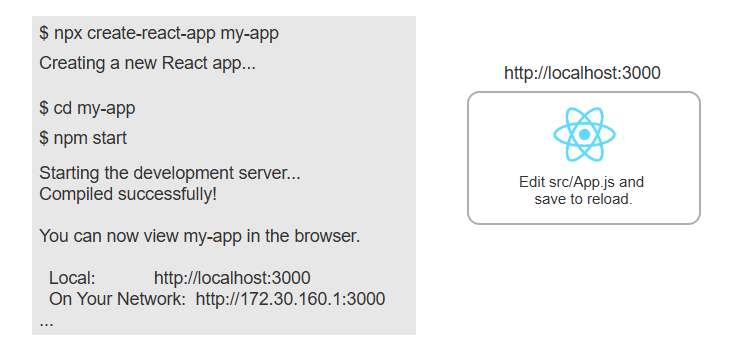 $ npx create-react-app my-app
Creating a new React app...
$ cd my-app
$ npm start
Starting the development server...
Compiled successfully!
You can now view my-app in the browser.
Local: http://localhost:3000
On Your Network: http://172.30.160.1:3000
...
http://localhost:3000
Edit src/App.js and
save to reload.